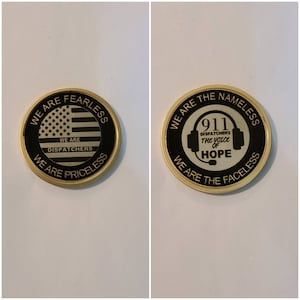 WE ARE FEARLESS
WE ARE
DISPATCHERS
WE ARE PRICELESS
WE ARE THE NAMELESS
911
DISPATCHERS
THE VOICE
OF
HOPE
WE ARE THE FACELESS